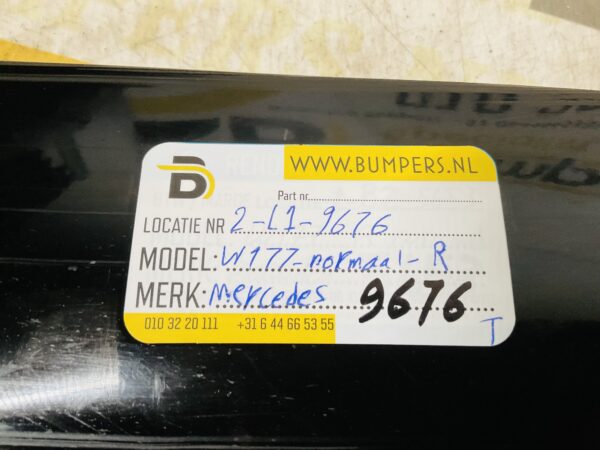 WWW.BUMPERS.NL
B
Part nr
LOCATIE NR 2-L1-9676
MODEL: W177-normaal-R
MERK: Mercedes 9676
010 32 20 111 +31 6 44 66 53 55 T